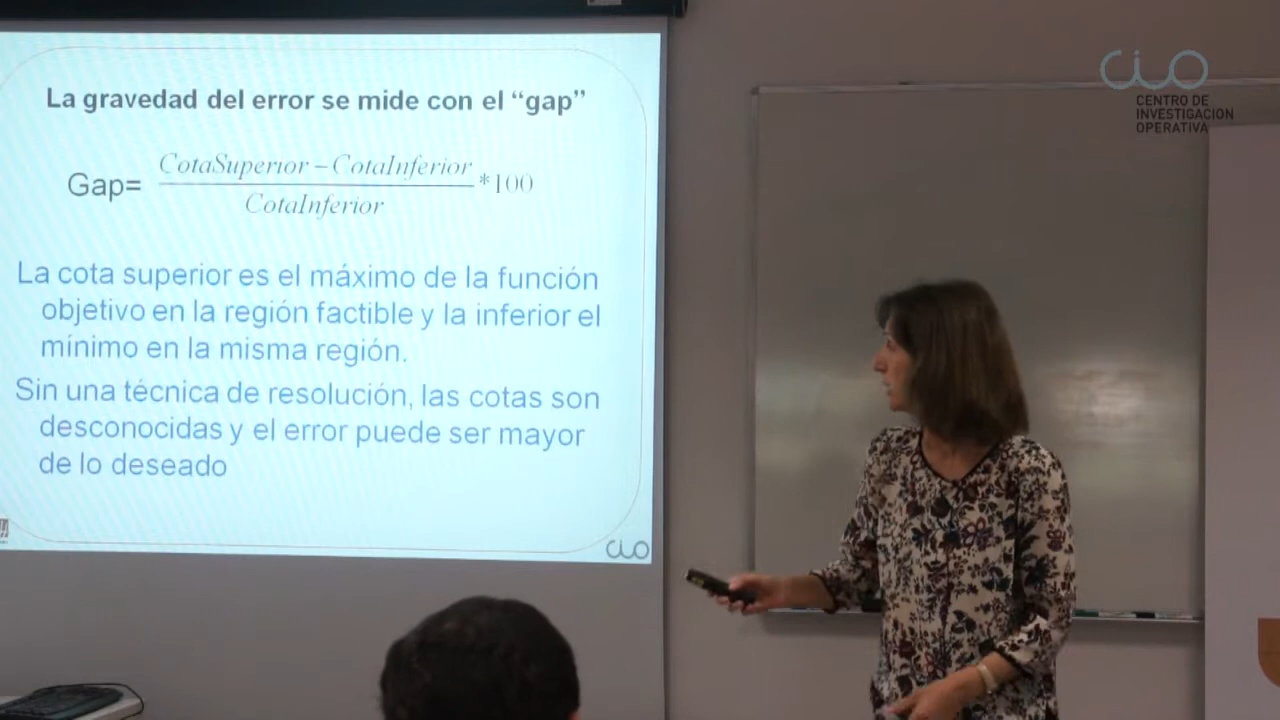 La gravedad del error se mide con el “gap”
Gap= CotaSuperior – CotaInferior
CotaInferior
*100
La cota superior es el máximo de la función
objetivo en la región factible y la inferior el
mínimo en la misma región.
Sin una técnica de resolución, las cotas son
desconocidas y el error puede ser mayor
de lo deseado
CIO
CIO
CENTRO DE
INVESTIGACION
OPERATIVA